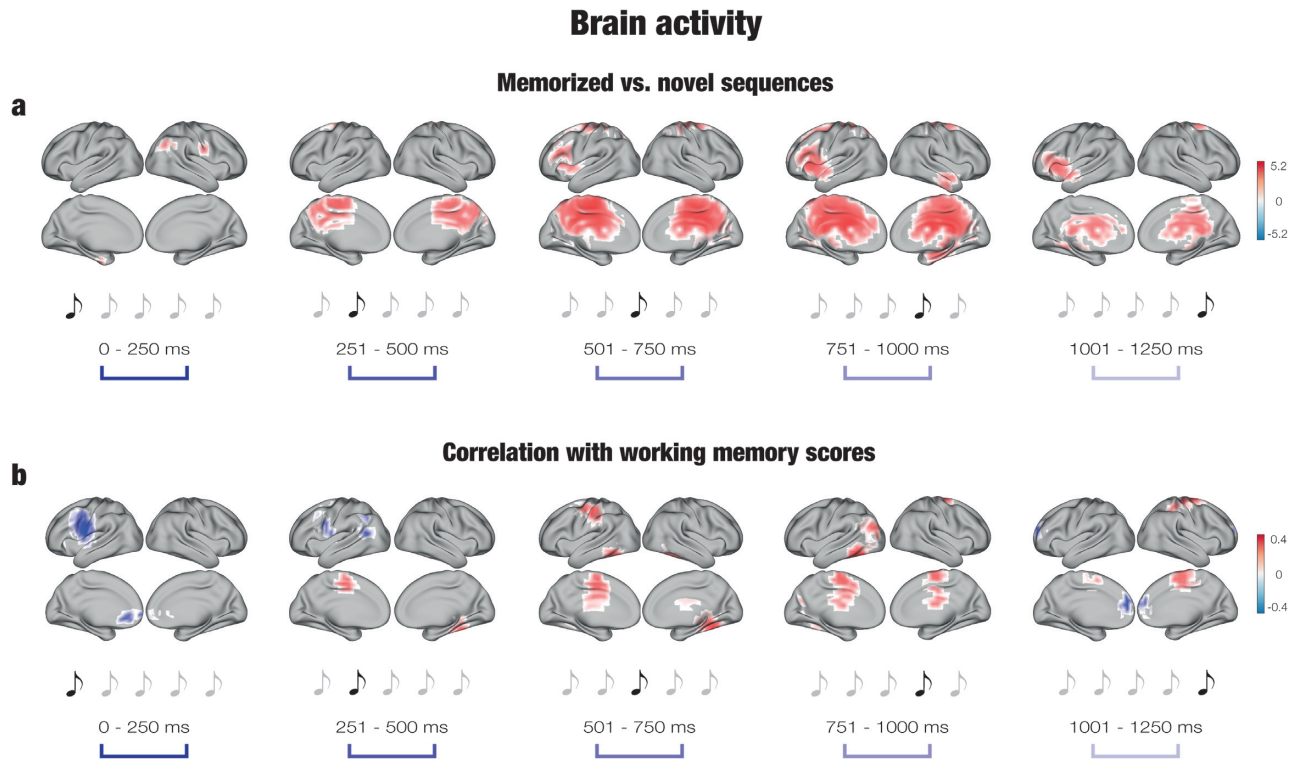 Brain activity
Memorized vs. novel sequences
a
5.2
0
-5.2
0 - 250 ms
251 - 500 ms
501 - 750 ms
751 - 1000 ms
1001 - 1250 ms
Correlation with working memory scores
b
0.4
0
-0.4
0 - 250 ms
251 - 500 ms
501 - 750 ms
751 - 1000 ms
1001 - 1250 ms